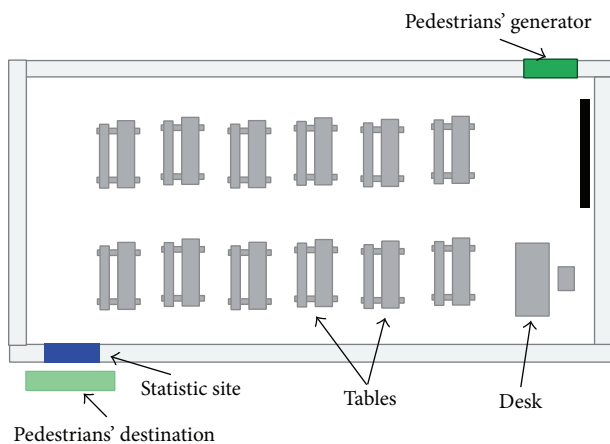 Pedestrians’ generator
Statistic site
Tables
Desk
Pedestrians’ destination